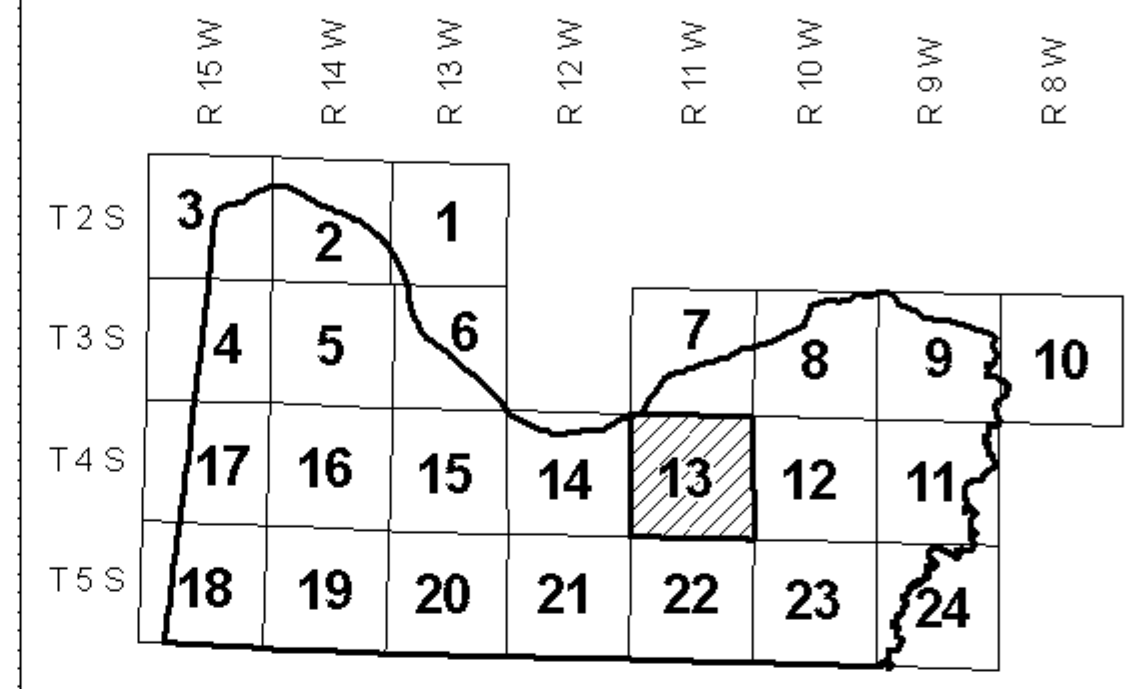 R 15 W R 14 W R 13 W R 12 W R 11 W R 10 W R 9 W R 8 W
T 2 S 3 2 1
T 3 S 4 5 6 7 8 9 10
T 4 S 17 16 15 14 13 12 11
T 5 S 18 19 20 21 22 23 24